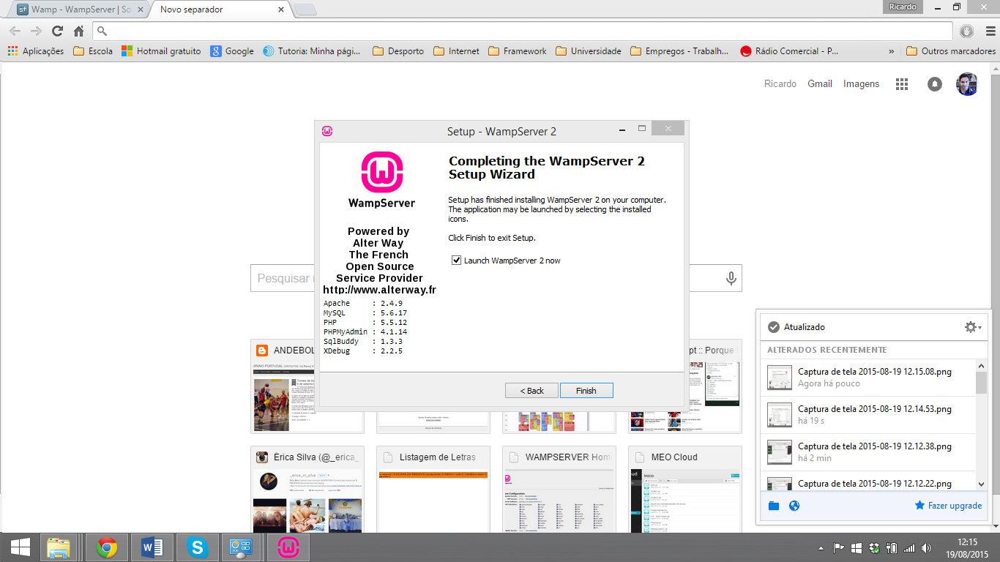 Wamp - WampServer | So
Novo separador
Ricardo
Aplicações
Escola
Hotmail gratuito
Google
Tutoria: Minha pági...
Desporto
Internet
Framework
Universidade
Empregos - Trabalh...
Rádio Comercial - P...
»
Outros marcadores
Ricardo
Gmail
Imagens
Setup - WampServer 2
WampServer
Powered by
Alter Way
The French
Open Source
Service Provider
http://www.alterway.fr
Apache : 2.4.9
MySQL : 5.6.17
PHP : 5.5.12
PHPMyAdmin : 4.1.14
SqlBuddy : 1.3.3
XDebug : 2.2.5
Completing the WampServer 2
Setup Wizard
Setup has finished installing WampServer 2 on your computer.
The application may be launched by selecting the installed
icons.
Click Finish to exit Setup.
Launch WampServer 2 now
< Back
Finish
Pesquisar
ANDEBOL
pt :: Porque
Érica Silva (@_erica_
Listagem de Letras
WAMPSERVER Hom
MEO Cloud
Atualizado
ALTERADOS RECENTEMENTE
Captura de tela 2015-08-19 12.15.08.png
Agora há pouco
Captura de tela 2015-08-19 12.14.53.png
há 19 s
Captura de tela 2015-08-19 12.12.38.png
há 2 min
Captura de tela 2015-08-19 12.12.22.png
Fazer upgrade
12:15
19/08/2015